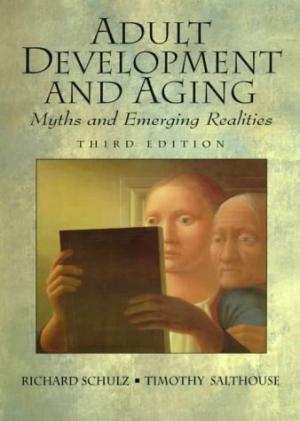 ADULT
DEVELOPMENT
AND AGING
Myths and Emerging Realities
THIRD EDITION
RICHARD SCHULZ ▪ TIMOTHY SALTHOUSE